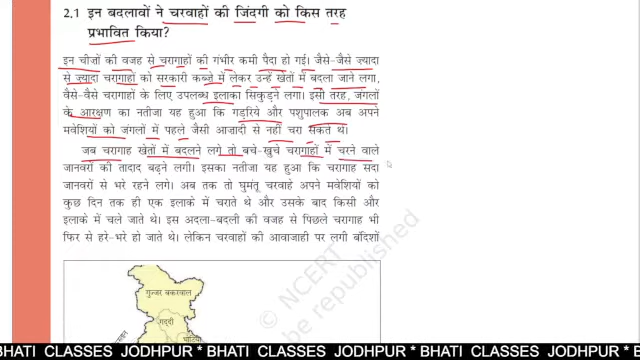 2.1 इन बदलावों ने चरवाहों की जिंदगी को किस तरह
प्रभावित किया?
इन चीज़ों की वजह से चरागाहों की गंभीर कमी पैदा हो गई। जैसे-जैसे ज़्यादा
से ज़्यादा चरागाहों को सरकारी कब्ज़े में लेकर उन्हें खेतों में बदला जाने लगा,
वैसे-वैसे चरागाहों के लिए उपलब्ध इलाका सिकुड़ने लगा। इसी तरह, जंगलों
के आरक्षण का नतीजा यह हुआ कि गड़रिये और पशुपालक अब अपने
मवेशियों को जंगलों में पहले जैसी आज़ादी से नहीं चरा सकते थे।
जब चरागाह खेतों में बदलने लगे तो बचे-खुचे चरागाहों में चरने वाले
जानवरों की तादाद बढ़ने लगी। इसका नतीजा यह हुआ कि चरागाह सदा
जानवरों से भरे रहने लगे। अब तक तो घुमंतू चरवाहे अपने मवेशियों को
कुछ दिन तक ही एक इलाके में चराते थे और उसके बाद किसी और
इलाके में चले जाते थे। इस अदला-बदली की वजह से पिछले चरागाह भी
फिर से हरे-भरे हो जाते थे। लेकिन चरवाहों की आवाजाही पर लगी बंदिशों
© NCERT
be republished
गुज्जर बकरवाल
गद्दी
भोटिया
BHATI CLASSES JODHPUR * BHATI CLASSES JODHPUR * BHATI CLASSES JODHPUR * B